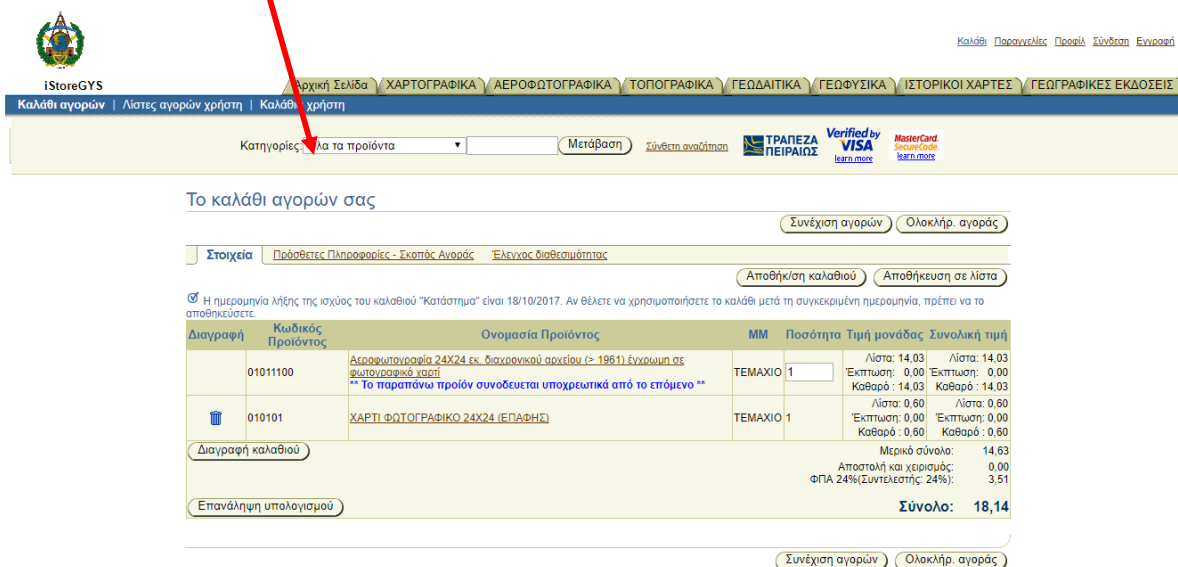 Καλάθι Παραγγελίες Προφίλ Σύνδεση Εγγραφή
iStoreGYS
Αρχική Σελίδα ΧΑΡΤΟΓΡΑΦΙΚΑ ΑΕΡΟΦΩΤΟΓΡΑΦΙΚΑ ΤΟΠΟΓΡΑΦΙΚΑ ΓΕΩΔΑΙΤΙΚΑ ΓΕΩΦΥΣΙΚΑ ΙΣΤΟΡΙΚΟΙ ΧΑΡΤΕΣ ΓΕΩΓΡΑΦΙΚΕΣ ΕΚΔΟΣΕΙΣ
Καλάθι αγορών | Λίστες αγορών χρήστη | Καλάθι χρήστη
Κατηγορίες: Όλα τα προϊόντα Μετάβαση Σύνθετη αναζήτηση ΤΡΑΠΕΖΑ ΠΕΙΡΑΙΩΣ Verified by VISA learn more MasterCard. SecureCode. learn more
Το καλάθι αγορών σας
Συνέχιση αγορών Ολοκλήρ. αγοράς
Στοιχεία Πρόσθετες Πληροφορίες - Σκοπός Αγοράς Έλεγχος διαθεσιμότητας
Αποθήκ/ση καλαθιού Αποθήκευση σε λίστα
Η ημερομηνία λήξης της ισχύος του καλαθιού "Κατάστημα" είναι 18/10/2017. Αν θέλετε να χρησιμοποιήσετε το καλάθι μετά τη συγκεκριμένη ημερομηνία, πρέπει να το
αποθηκεύσετε.
Διαγραφή Κωδικός Προϊόντος Ονομασία Προϊόντος ΜΜ Ποσότητα Τιμή μονάδας Συνολική τιμή
01011100 Αεροφωτογραφία 24Χ24 εκ. διαχρονικού αρχείου (> 1961) έγχρωμη σε
φωτογραφικό χαρτί
** Το παραπάνω προϊόν συνοδευεται υποχρεωτικά από το επόμενο **
ΤΕΜΑΧΙΟ 1
Λίστα: 14,03 Λίστα: 14,03
Έκπτωση: 0,00 Έκπτωση: 0,00
Καθαρό : 14,03 Καθαρό : 14,03
010101 ΧΑΡΤΙ ΦΩΤΟΓΡΑΦΙΚΟ 24Χ24 (ΕΠΑΦΗΣ) ΤΕΜΑΧΙΟ 1
Λίστα: 0,60 Λίστα: 0,60
Έκπτωση: 0,00 Έκπτωση: 0,00
Καθαρό : 0,60 Καθαρό : 0,60
Διαγραφή καλαθιού Μερικό σύνολο: 14,63
Αποστολή και χειρισμός: 0,00
ΦΠΑ 24%(Συντελεστής: 24%): 3,51
Επανάληψη υπολογισμού Σύνολο: 18,14
Συνέχιση αγορών Ολοκλήρ. αγοράς